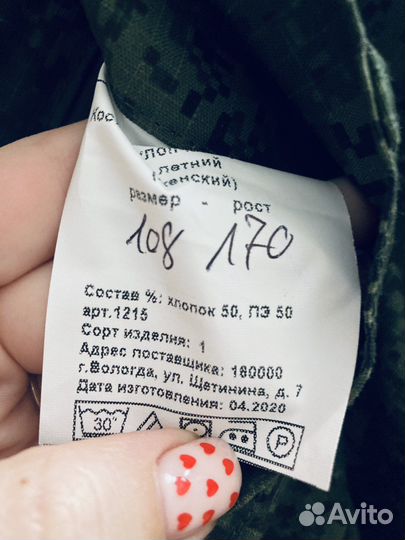 летний
размер - рост
108 170
Состав %: хлопок 50, ПЭ 50
арт.1215
Сорт изделия: 1
Адрес поставщика: 160000
г.Вологда, ул. Щетинина, д. 7
Дата изготовления: 04.2020
30°
P
Avito